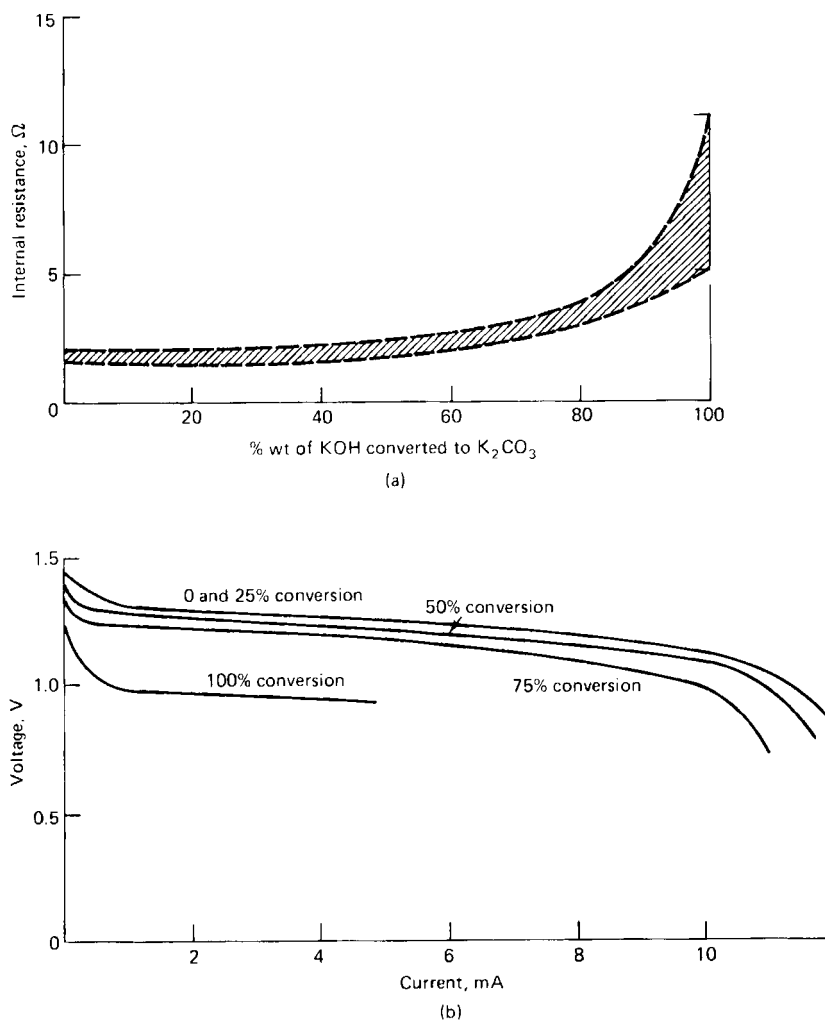 15
10
5
0
Internal resistance, Ω
20 40 60 80 100
% wt of KOH converted to K₂CO₃
(a)
1.5
1.0
0.5
0
Voltage, V
0 and 25% conversion
50% conversion
100% conversion
75% conversion
2 4 6 8 10
Current, mA
(b)